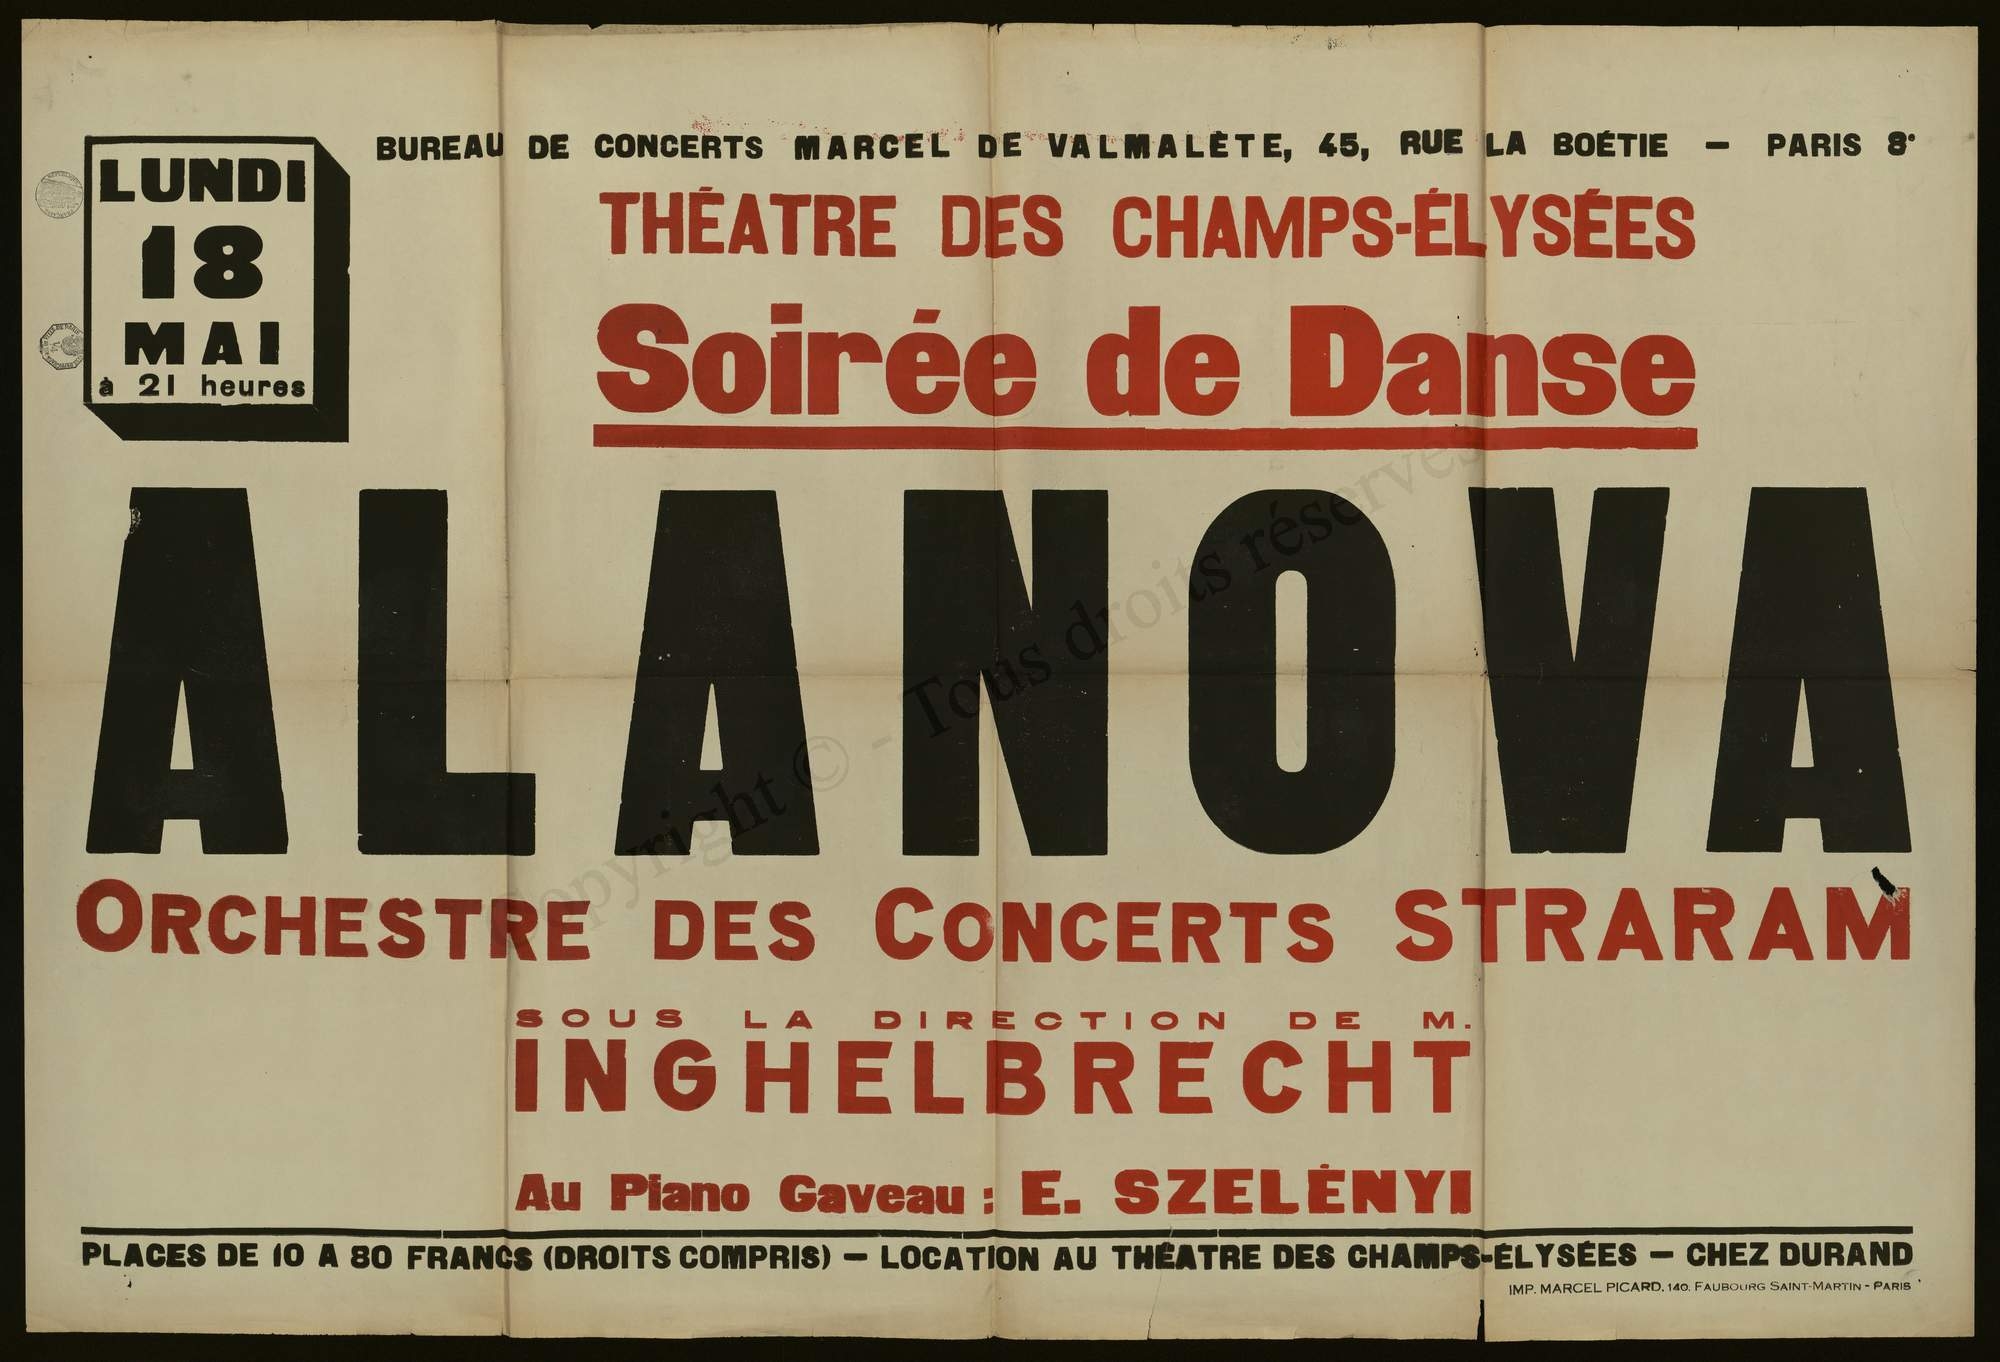 LUNDI
18
MAI
à 21 heures
BUREAU DE CONCERTS MARCEL DE VALMALÈTE, 45, RUE LA BOÉTIE — PARIS 8e
THÉATRE DES CHAMPS-ÉLYSÉES
Soirée de Danse
ALANOVA
ORCHESTRE DES CONCERTS STRARAM
SOUS LA DIRECTION DE M.
INGHELBRECHT
Au Piano Gaveau : E. SZELÉNYI
PLACES DE 10 A 80 FRANCS (DROITS COMPRIS) — LOCATION AU THÉATRE DES CHAMPS-ÉLYSÉES — CHEZ DURAND
IMP. MARCEL PICARD, 140, FAUBOURG SAINT-MARTIN - PARIS
Copyright © - Tous droits réservés